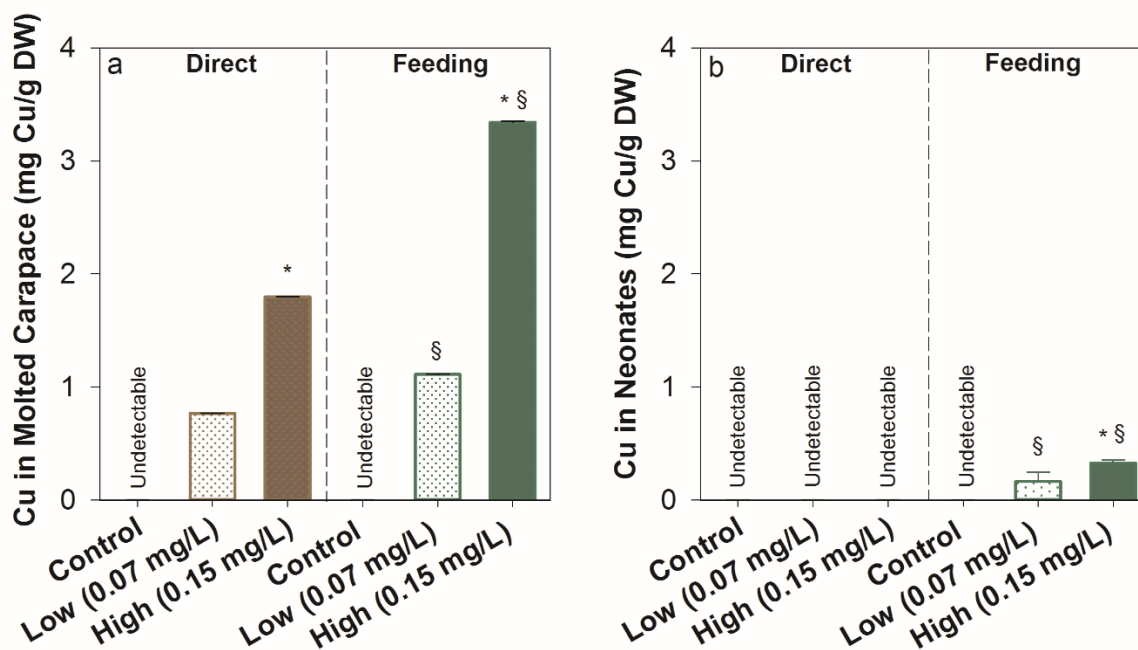 Cu in Molted Carapace (mg Cu/g DW)
a
Direct
Feeding
4
3
2
1
0
Undetectable
*
Undetectable
§
* §
Control
Low (0.07 mg/L)
High (0.15 mg/L)
Control
Low (0.07 mg/L)
High (0.15 mg/L)
Cu in Neonates (mg Cu/g DW)
b
Direct
Feeding
4
3
2
1
0
Undetectable
Undetectable
Undetectable
Undetectable
§
* §
Control
Low (0.07 mg/L)
High (0.15 mg/L)
Control
Low (0.07 mg/L)
High (0.15 mg/L)